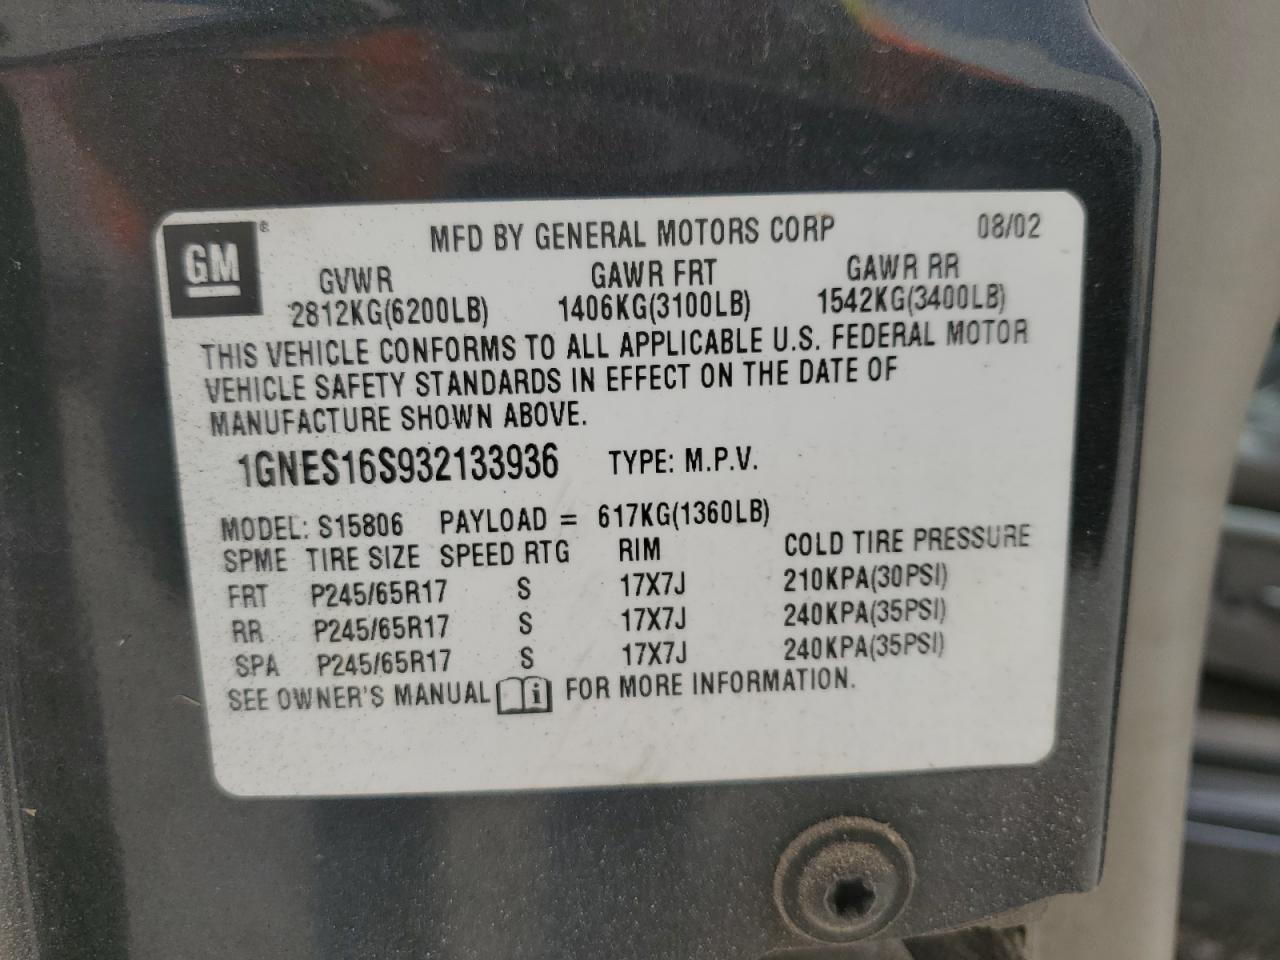 GM®
MFD BY GENERAL MOTORS CORP 08/02
GVWR GAWR FRT GAWR RR
2812KG(6200LB) 1406KG(3100LB) 1542KG(3400LB)
THIS VEHICLE CONFORMS TO ALL APPLICABLE U.S. FEDERAL MOTOR
VEHICLE SAFETY STANDARDS IN EFFECT ON THE DATE OF
MANUFACTURE SHOWN ABOVE.
1GNES16S932133936 TYPE: M.P.V.
MODEL: S15806 PAYLOAD = 617KG(1360LB)
SPME TIRE SIZE SPEED RTG RIM COLD TIRE PRESSURE
FRT P245/65R17 S 17X7J 210KPA(30PSI)
RR P245/65R17 S 17X7J 240KPA(35PSI)
SPA P245/65R17 S 17X7J 240KPA(35PSI)
SEE OWNER'S MANUAL i FOR MORE INFORMATION.